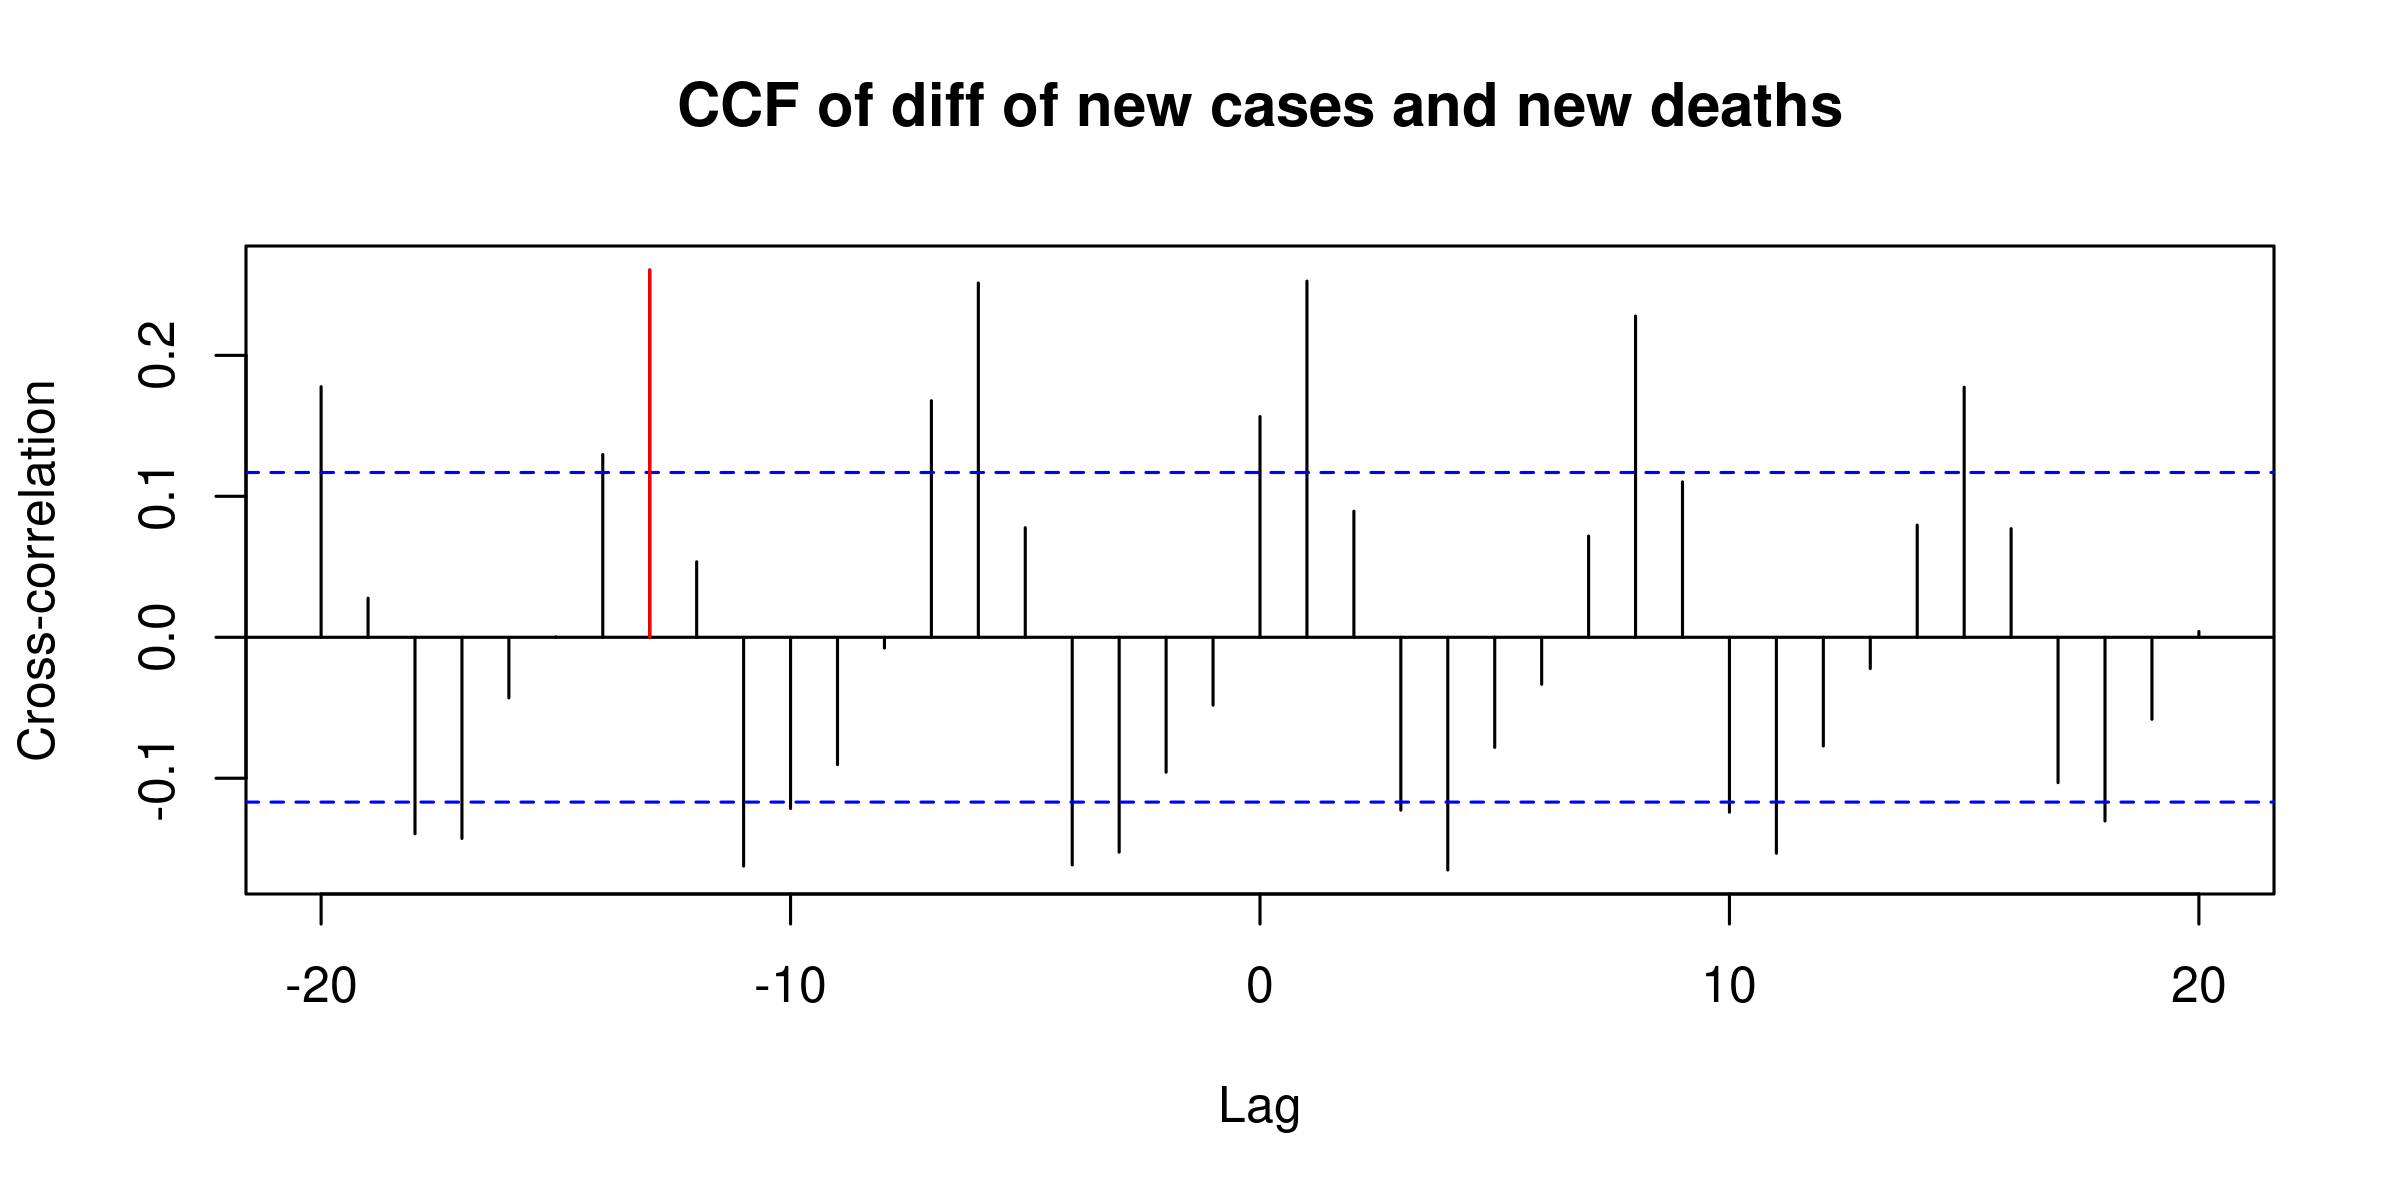 CCF of diff of new cases and new deaths
Cross-correlation
0.2
0.1
0.0
-0.1
-20 -10 0 10 20
Lag